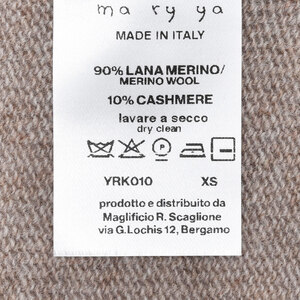 ma ry ya
MADE IN ITALY
90% LANA MERINO/
MERINO WOOL
10% CASHMERE
lavare a secco
dry clean
P
YRK010 XS
prodotto e distribuito da
Maglificio R. Scaglione
via G.Lochis 12, Bergamo